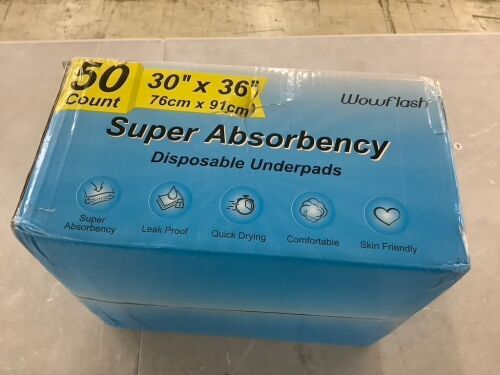 50 Count
30" x 36"
76cm x 91cm)
Wowflash
Super Absorbency
Disposable Underpads
Super Absorbency
Leak Proof
Quick Drying
Comfortable
Skin Friendly